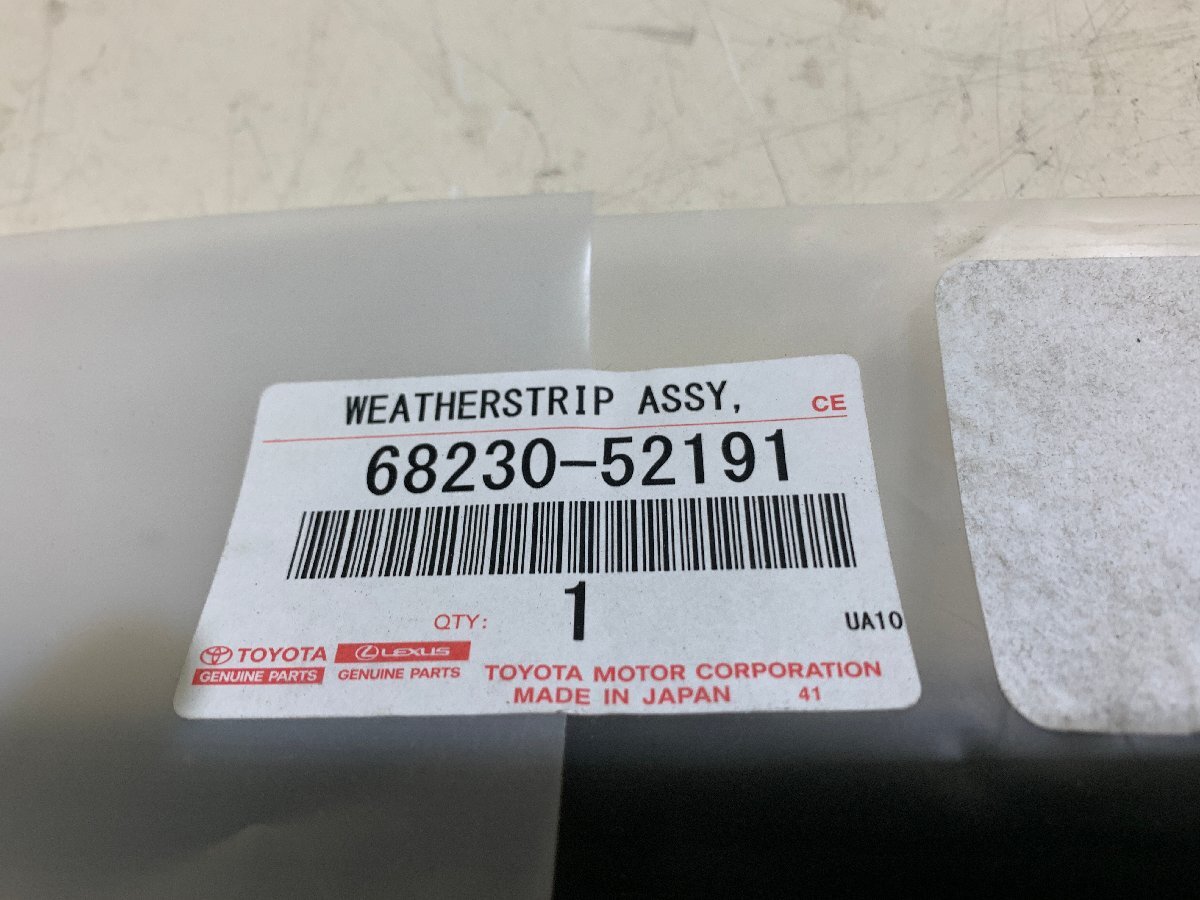 WEATHERSTRIP ASSY, CE
68230-52191
QTY: 1 UA10
TOYOTA LEXUS
GENUINE PARTS GENUINE PARTS
TOYOTA MOTOR CORPORATION
MADE IN JAPAN 41